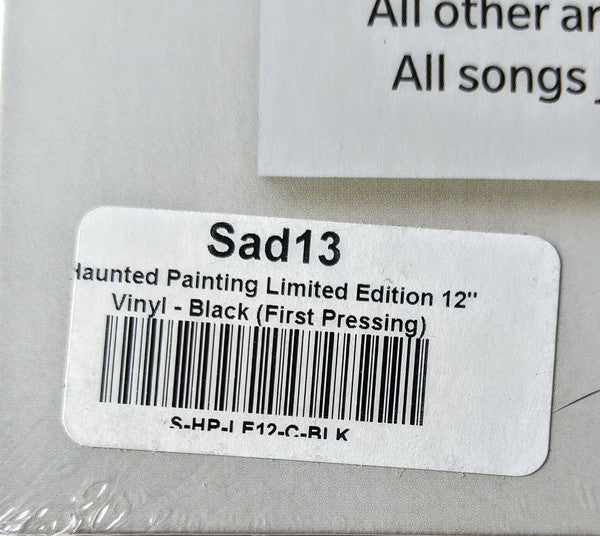 All other ar
All songs
Sad13
Haunted Painting Limited Edition 12"
Vinyl - Black (First Pressing)
S-HP-LE12-C-BLK